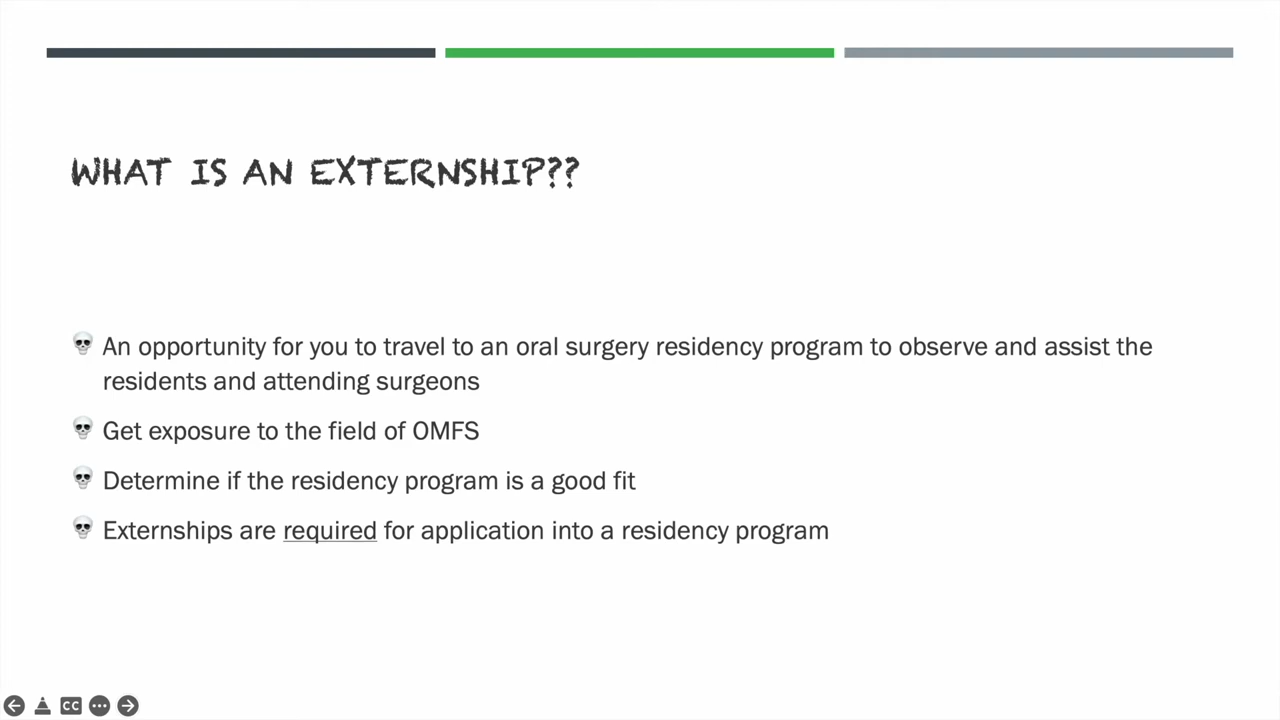 WHAT IS AN EXTERNSHIP??
An opportunity for you to travel to an oral surgery residency program to observe and assist the
residents and attending surgeons
Get exposure to the field of OMFS
Determine if the residency program is a good fit
Externships are required for application into a residency program
CC